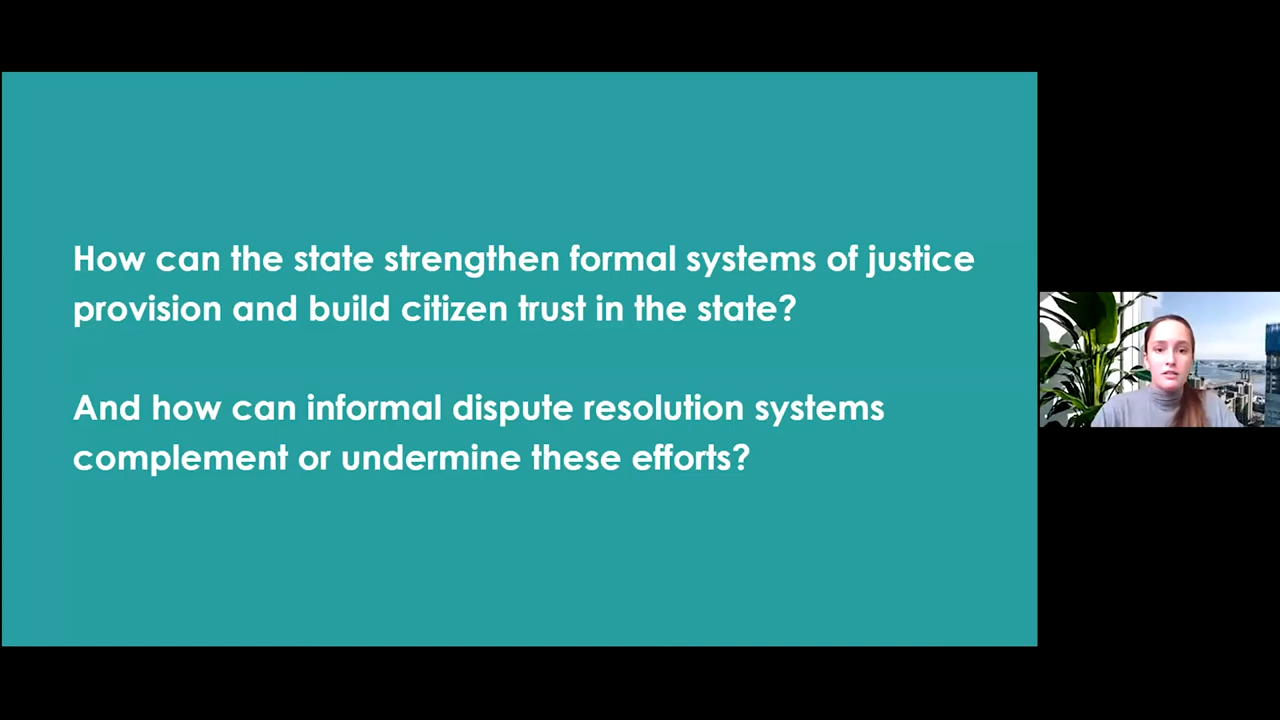 How can the state strengthen formal systems of justice
provision and build citizen trust in the state?
And how can informal dispute resolution systems
complement or undermine these efforts?